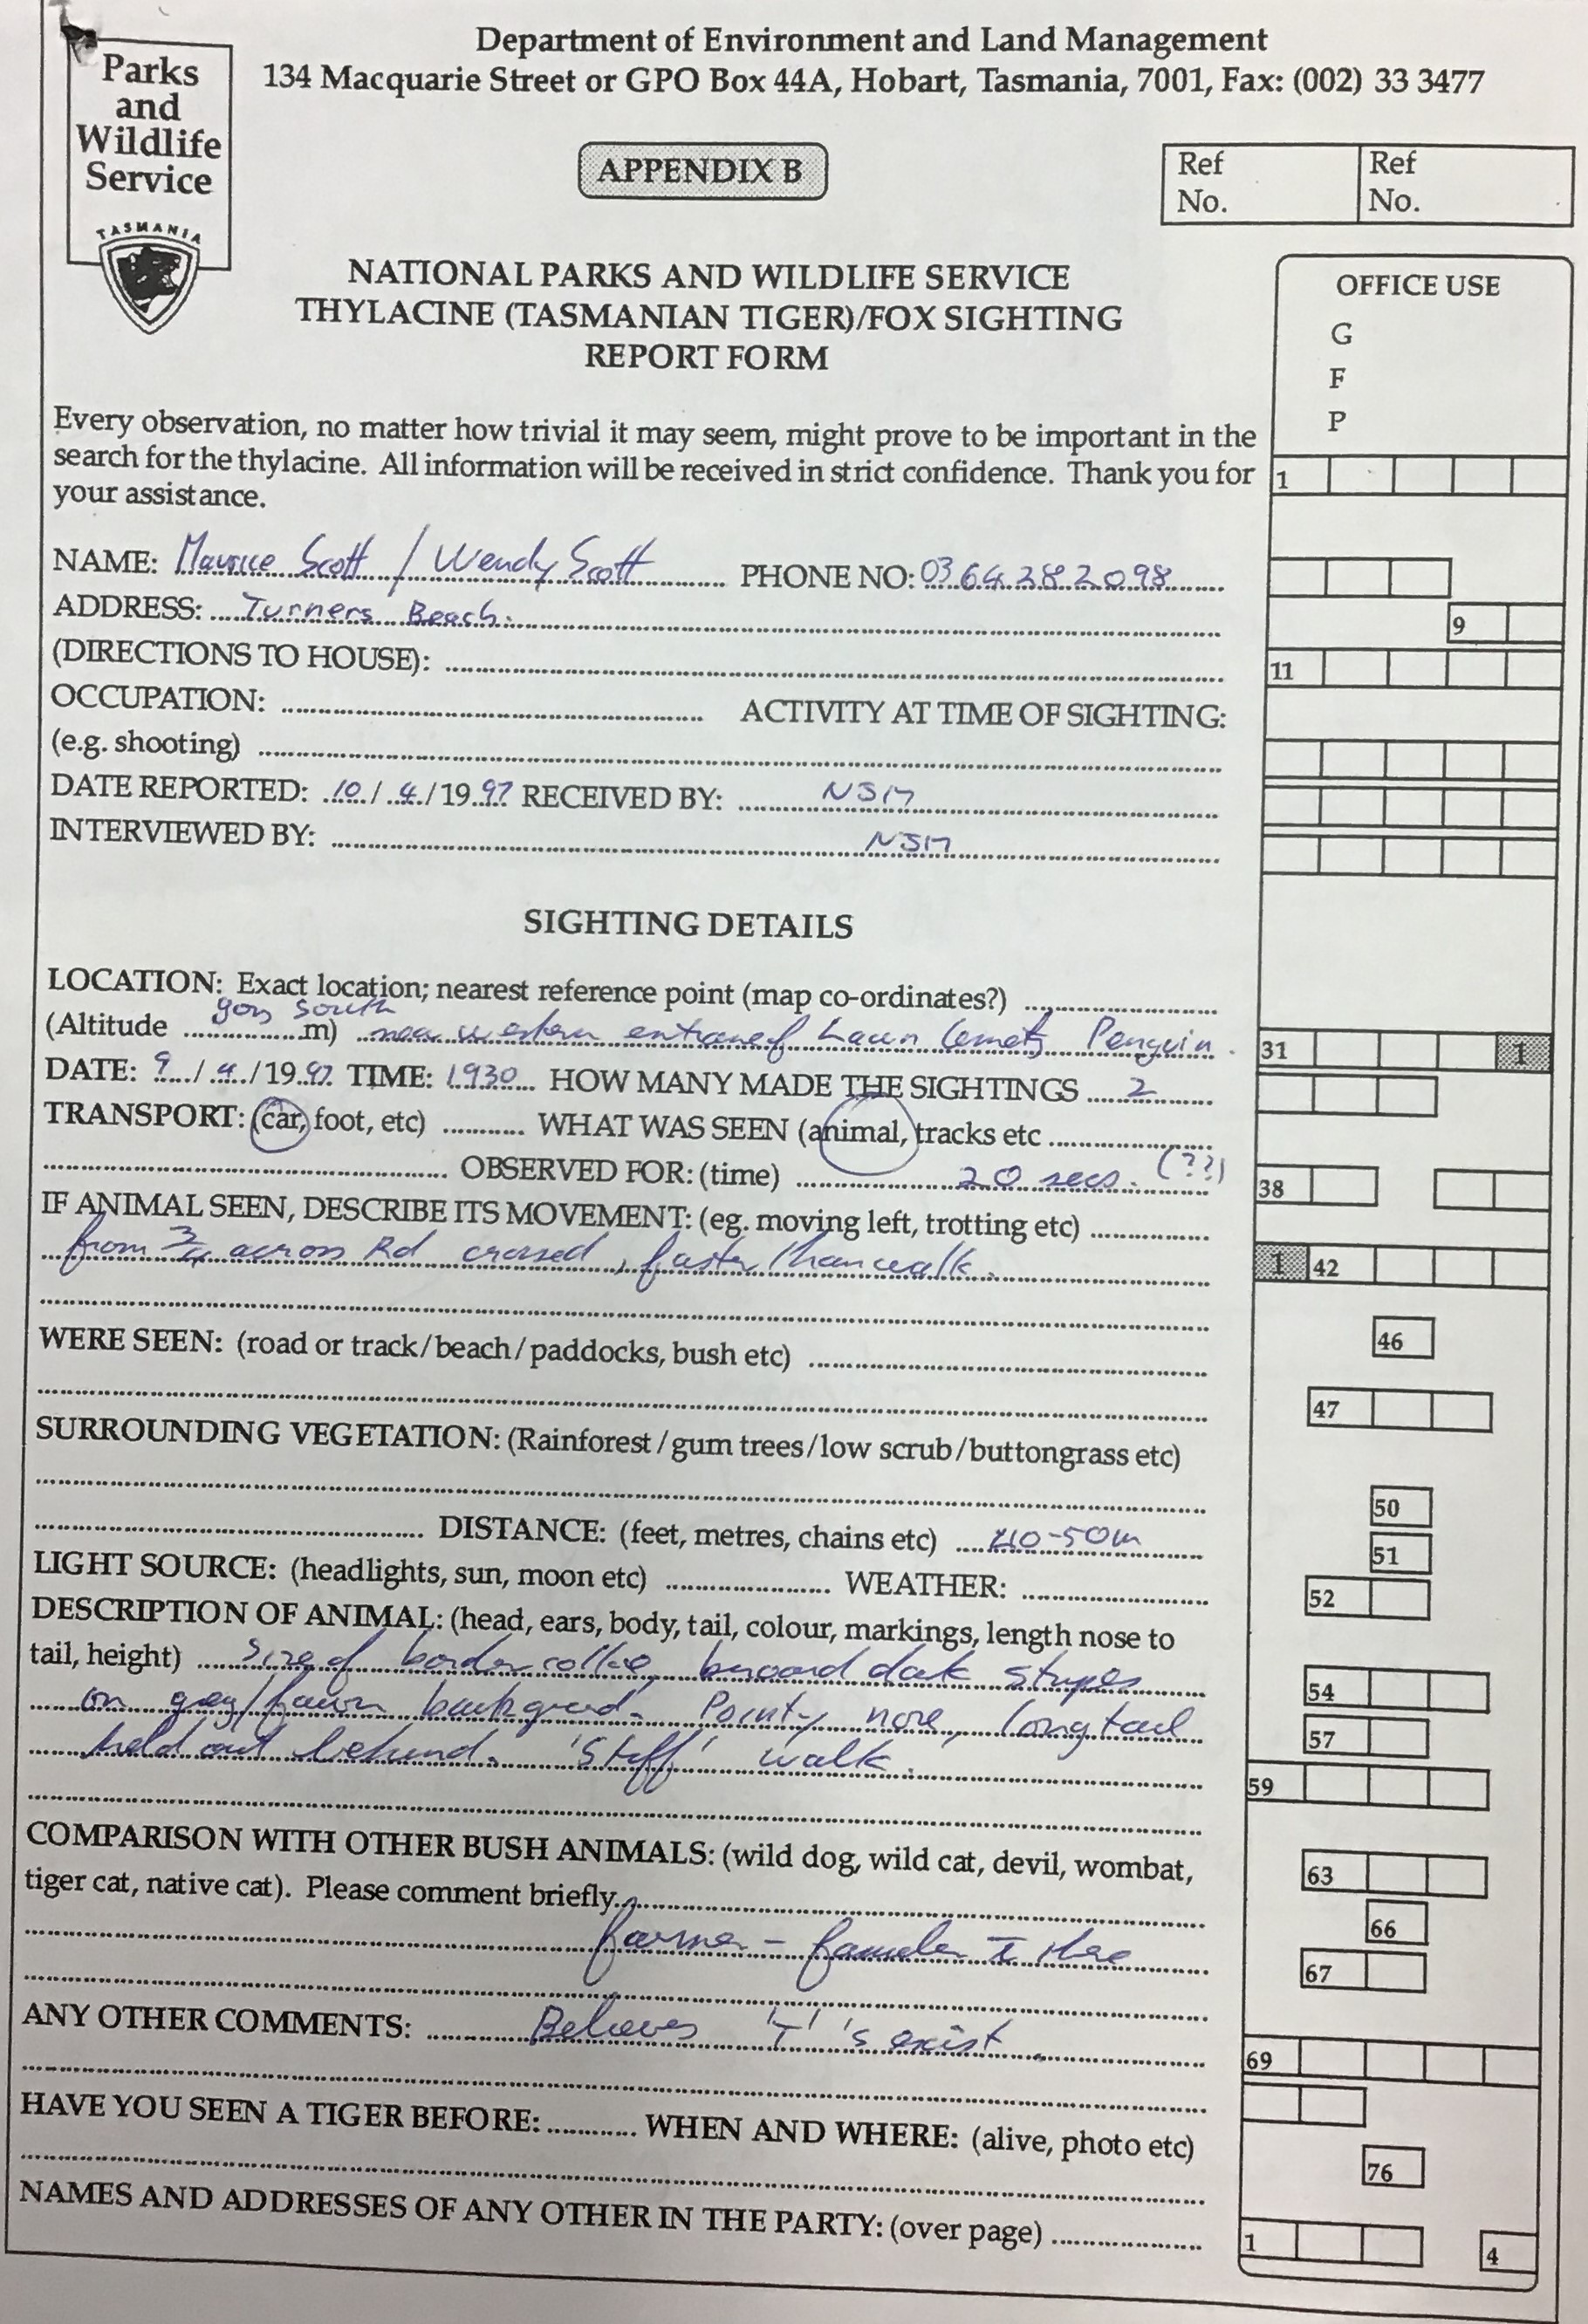 Department of Environment and Land Management
134 Macquarie Street or GPO Box 44A, Hobart, Tasmania, 7001, Fax: (002) 33 3477
Parks
and
Wildlife
Service
TASMANIA
APPENDIX B
Ref No.
Ref No.
NATIONAL PARKS AND WILDLIFE SERVICE
THYLACINE (TASMANIAN TIGER)/FOX SIGHTING
REPORT FORM
OFFICE USE
G
F
P
Every observation, no matter how trivial it may seem, might prove to be important in the
search for the thylacine. All information will be received in strict confidence. Thank you for
your assistance.
1
NAME: Maurice Scott / Wendy Scott PHONE NO: 0364282098
ADDRESS: Turners Beach.
9
(DIRECTIONS TO HOUSE):
11
OCCUPATION: ACTIVITY AT TIME OF SIGHTING:
(e.g. shooting)
DATE REPORTED: 10/4/1997 RECEIVED BY: NJM
INTERVIEWED BY: NJM
SIGHTING DETAILS
LOCATION: Exact location; nearest reference point (map co-ordinates?)
south
(Altitude m) near western entrance of Lawn Penguin.
31 1
DATE: 9/4/1997 TIME: 1930 HOW MANY MADE THE SIGHTINGS 2
TRANSPORT: (car, foot, etc) WHAT WAS SEEN (animal, tracks etc
OBSERVED FOR: (time) 20 secs. (??)
38
IF ANIMAL SEEN, DESCRIBE ITS MOVEMENT: (eg. moving left, trotting etc)
from 3/4 across Rd crossed, faster than walk.
1 42
46
WERE SEEN: (road or track/beach/paddocks, bush etc)
47
SURROUNDING VEGETATION: (Rainforest/gum trees/low scrub/buttongrass etc)
50
DISTANCE: (feet, metres, chains etc) 40-50m
51
LIGHT SOURCE: (headlights, sun, moon etc) WEATHER:
52
DESCRIPTION OF ANIMAL: (head, ears, body, tail, colour, markings, length nose to
tail, height) size of border collie, dark stripes
54
on grey/fawn background. Pointy nose, long tail
57
held out behind. 'Stiff' walk.
59
COMPARISON WITH OTHER BUSH ANIMALS: (wild dog, wild cat, devil, wombat,
63
tiger cat, native cat). Please comment briefly
66
farmer -
67
ANY OTHER COMMENTS: Believes 'T' 's exist.
69
HAVE YOU SEEN A TIGER BEFORE: WHEN AND WHERE: (alive, photo etc)
76
NAMES AND ADDRESSES OF ANY OTHER IN THE PARTY: (over page)
1 4